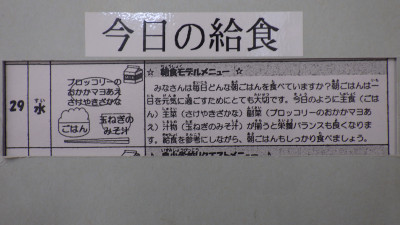 今日の給食
29
水
すい
ブロッコリーの
おかかマヨあえ
さけやきざかな
ごはん
玉ねぎの
みそ汁
☆ 給食モデルメニュー ☆
みなさんは毎日どんな朝ごはんを食べていますか？朝ごはんは一
日を元気に過ごすためにとても大切です。今日のように主食（ごは
ん）主菜（さけやきざかな）副菜（ブロッコリーのおかかマヨあ
え）汁物（玉ねぎのみそ汁）が揃うと栄養バランスも良くなりま
す。給食を参考にしながら、朝ごはんもしっかり食べましょう。